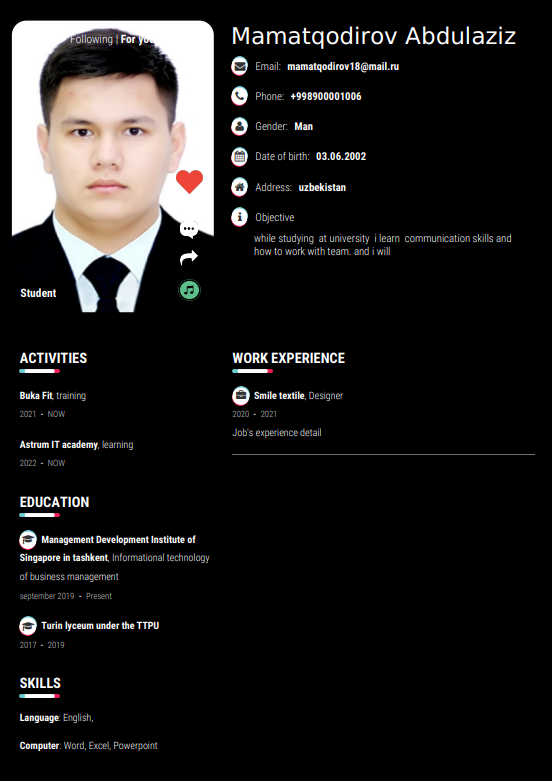 Following | For you
Student
Mamatqodirov Abdulaziz
Email: mamatqodirov18@mail.ru
Phone: +998900001006
Gender: Man
Date of birth: 03.06.2002
Address: uzbekistan
Objective
while studying at university i learn communication skills and
how to work with team. and i will
ACTIVITIES
Buka Fit, training
2021 - NOW
Astrum IT academy, learning
2022 - NOW
EDUCATION
Management Development Institute of
Singapore in tashkent, Informational technology
of business management
september 2019 - Present
Turin lyceum under the TTPU
2017 - 2019
SKILLS
Language: English,
Computer: Word, Excel, Powerpoint
WORK EXPERIENCE
Smile textile, Designer
2020 - 2021
Job's experience detail